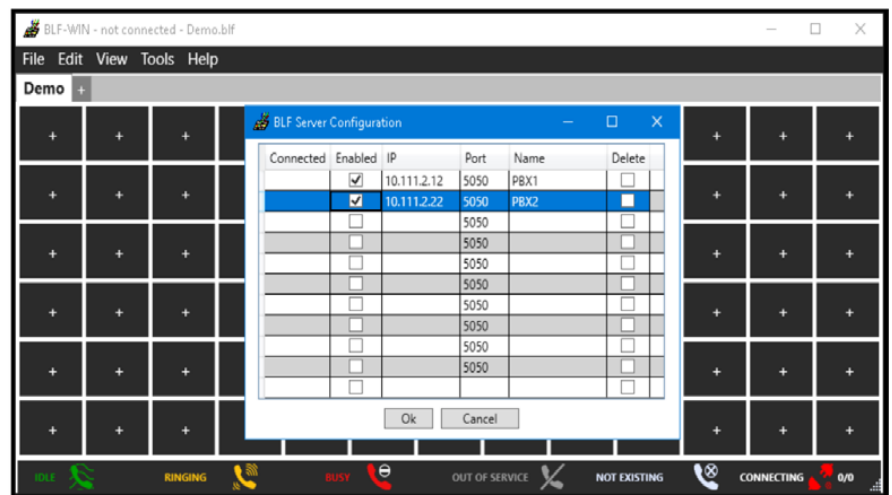 BLF-WIN - not connected - Demo.blf
File Edit View Tools Help
Demo +
BLF Server Configuration
Connected Enabled IP Port Name Delete
10.111.2.12 5050 PBX1
10.111.2.22 5050 PBX2
5050
5050
5050
5050
5050
5050
5050
5050
Ok Cancel
+ + + + + +
+ + + + + +
+ + + + + +
+ + + + + +
+ + + + + +
+ + + + + +
IDLE RINGING BUSY OUT OF SERVICE NOT EXISTING CONNECTING 0/0